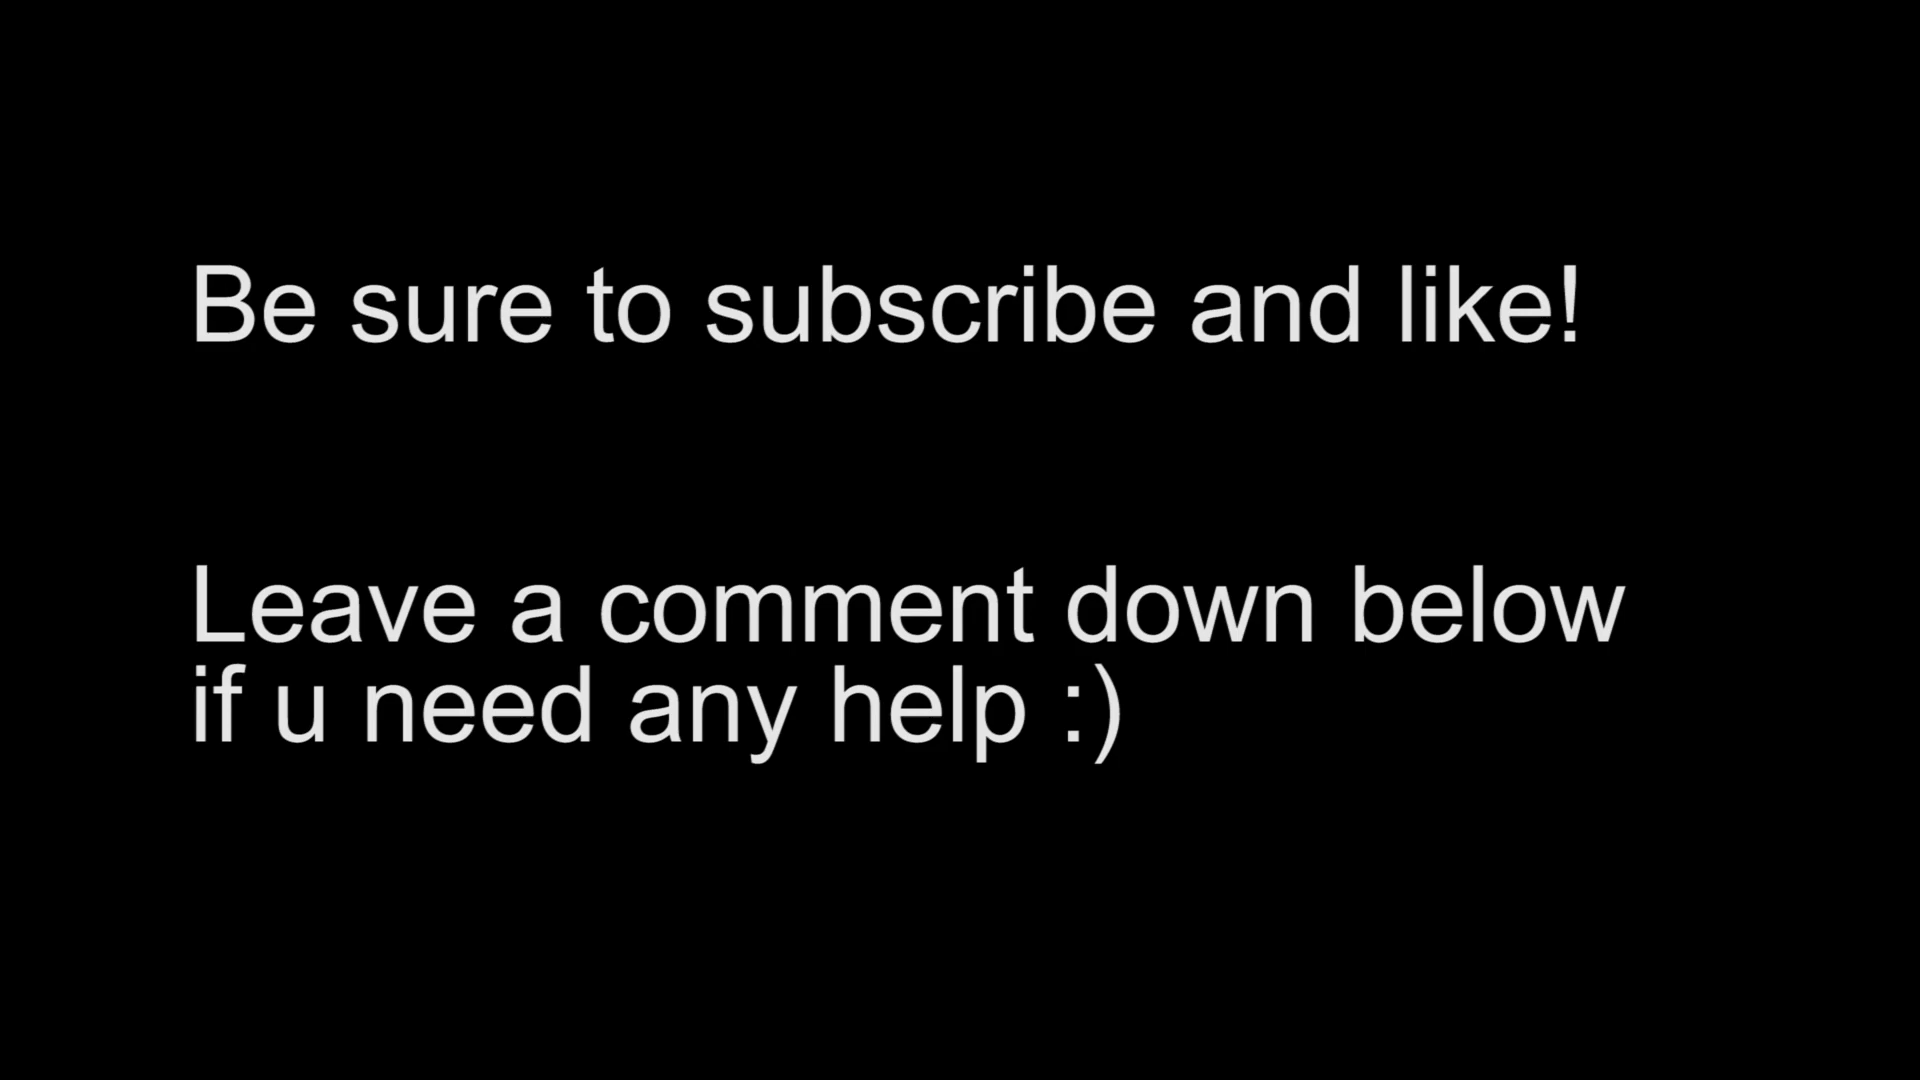 Be sure to subscribe and like!
Leave a comment down below
if u need any help :)